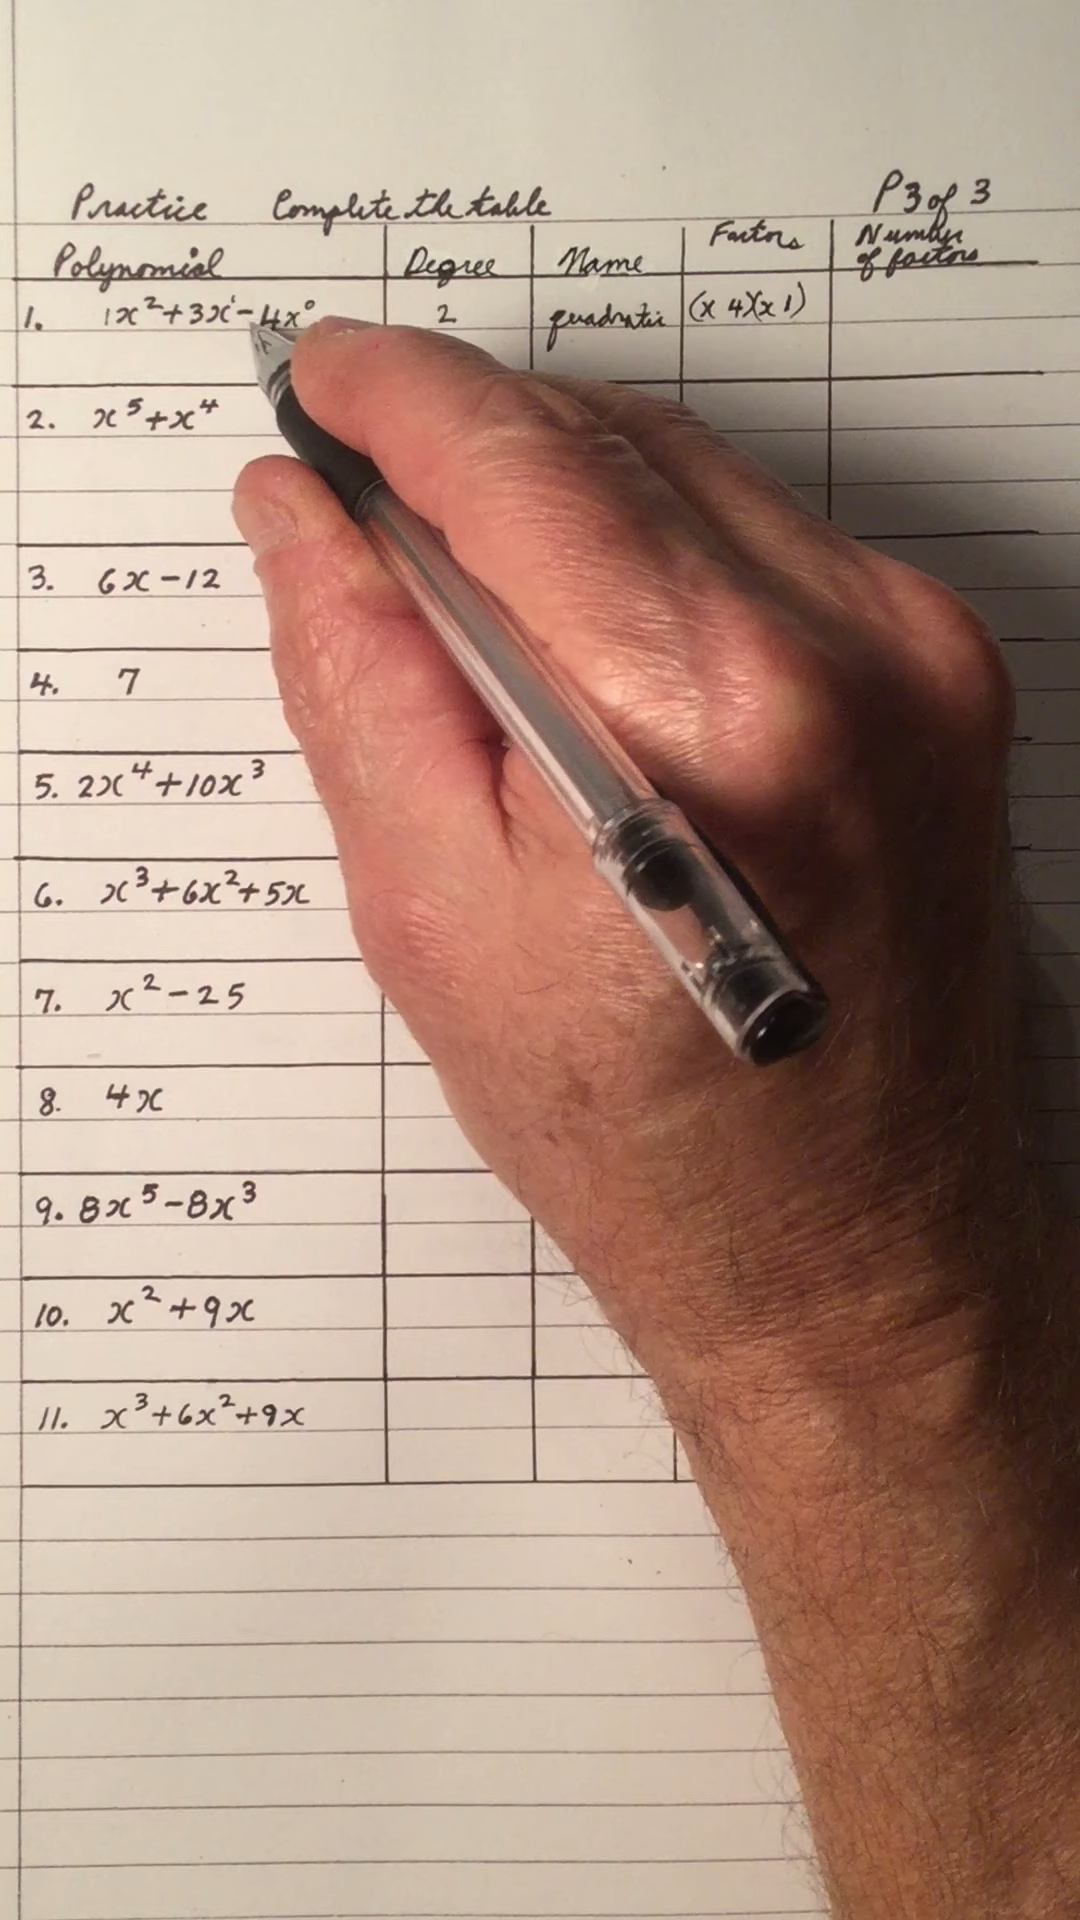 Practice Complete the table P3 of 3
Polynomial Degree Name Factors Number of factors
1. 1x²+3x¹-4x⁰ 2 quadratic (x 4)(x 1)
2. x⁵+x⁴
3. 6x-12
4. 7
5. 2x⁴+10x³
6. x³+6x²+5x
7. x²-25
8. 4x
9. 8x⁵-8x³
10. x²+9x
11. x³+6x²+9x